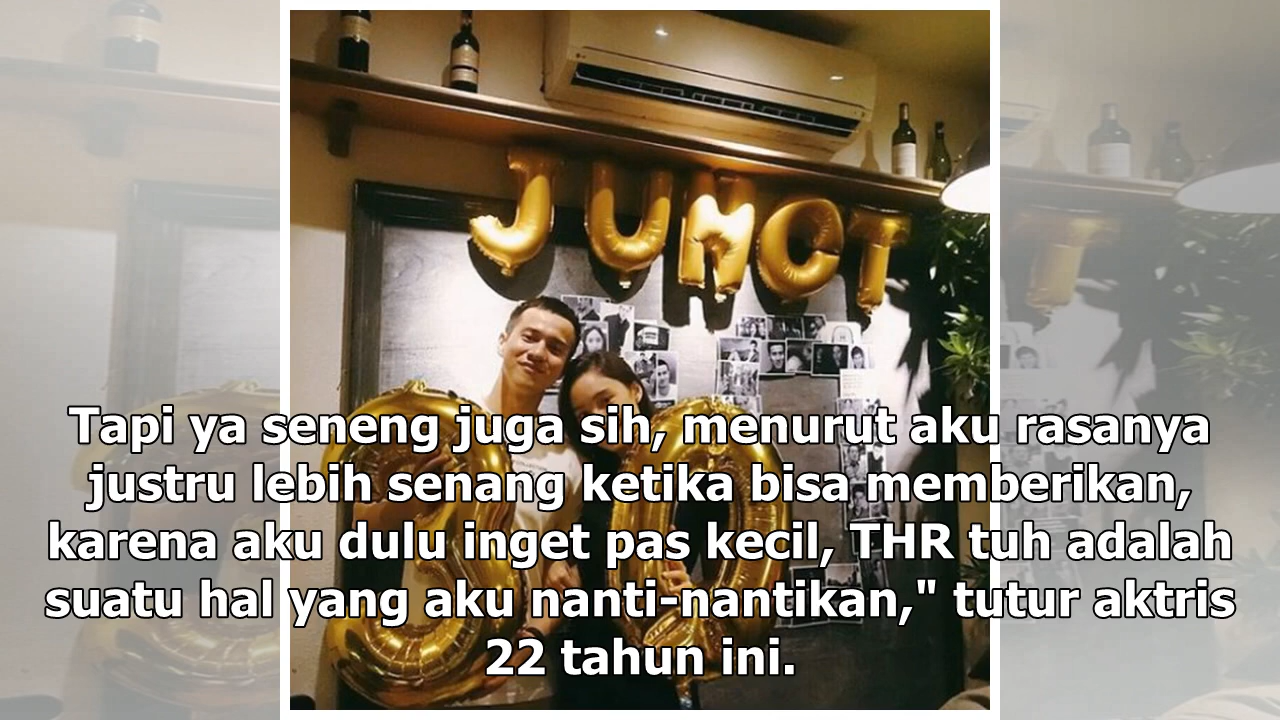 JUNOT
30
Tapi ya seneng juga sih, menurut aku rasanya
justru lebih senang ketika bisa memberikan,
karena aku dulu inget pas kecil, THR tuh adalah
suatu hal yang aku nanti-nantikan," tutur aktris
22 tahun ini.